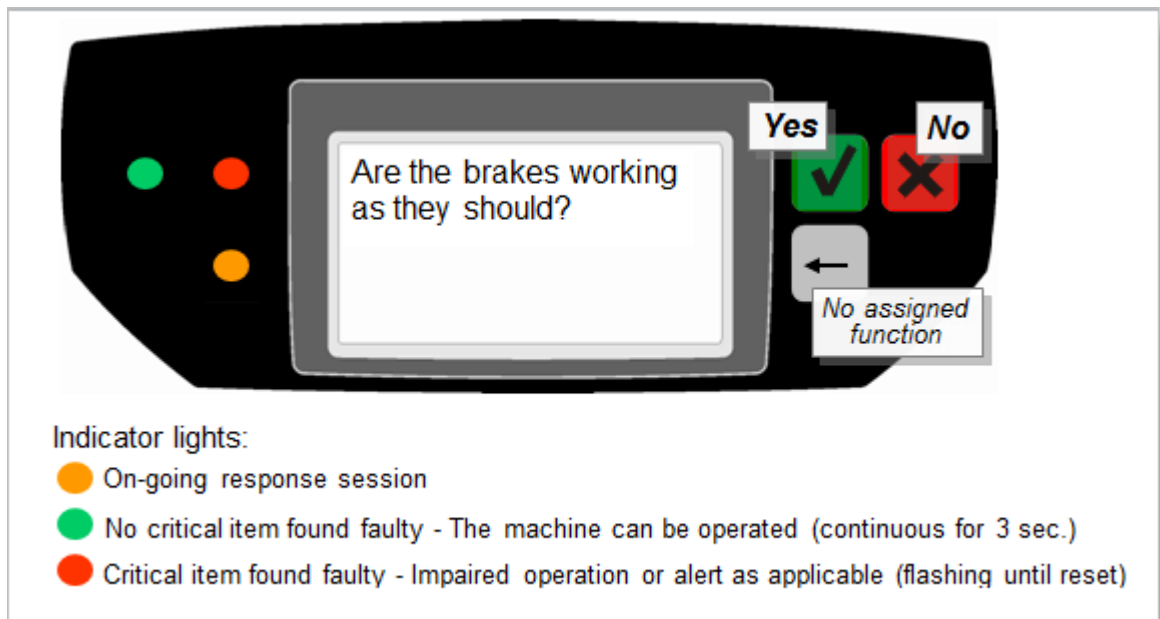 Yes
No
Are the brakes working
as they should?
No assigned
function
Indicator lights:
On-going response session
No critical item found faulty - The machine can be operated (continuous for 3 sec.)
Critical item found faulty - Impaired operation or alert as applicable (flashing until reset)